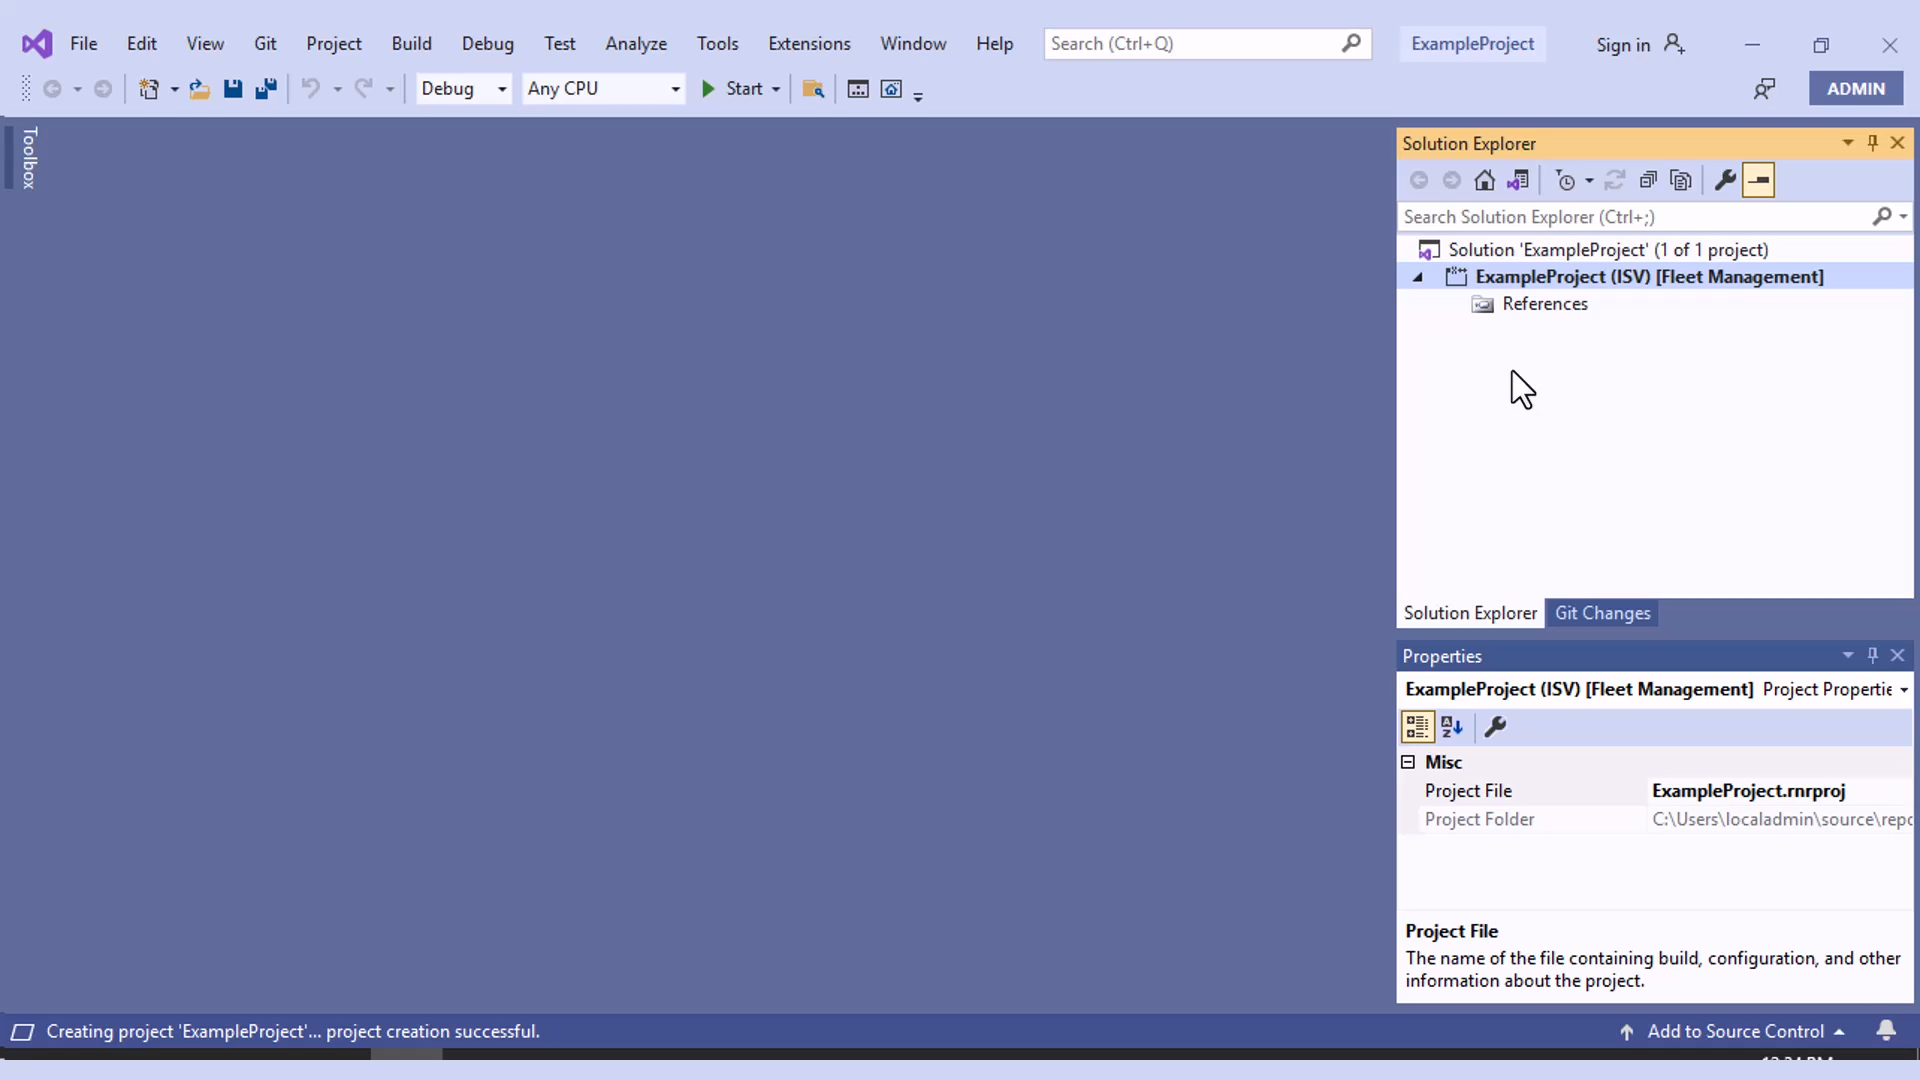 File Edit View Git Project Build Debug Test Analyze Tools Extensions Window Help Search (Ctrl+Q) ExampleProject Sign in
Debug Any CPU Start ADMIN
Toolbox
Solution Explorer
Search Solution Explorer (Ctrl+;)
Solution 'ExampleProject' (1 of 1 project)
ExampleProject (ISV) [Fleet Management]
References
Solution Explorer Git Changes
Properties
ExampleProject (ISV) [Fleet Management] Project Propertie
Misc
Project File ExampleProject.rnrproj
Project Folder C:\Users\localadmin\source\repo
Project File
The name of the file containing build, configuration, and other
information about the project.
Creating project 'ExampleProject'... project creation successful. Add to Source Control